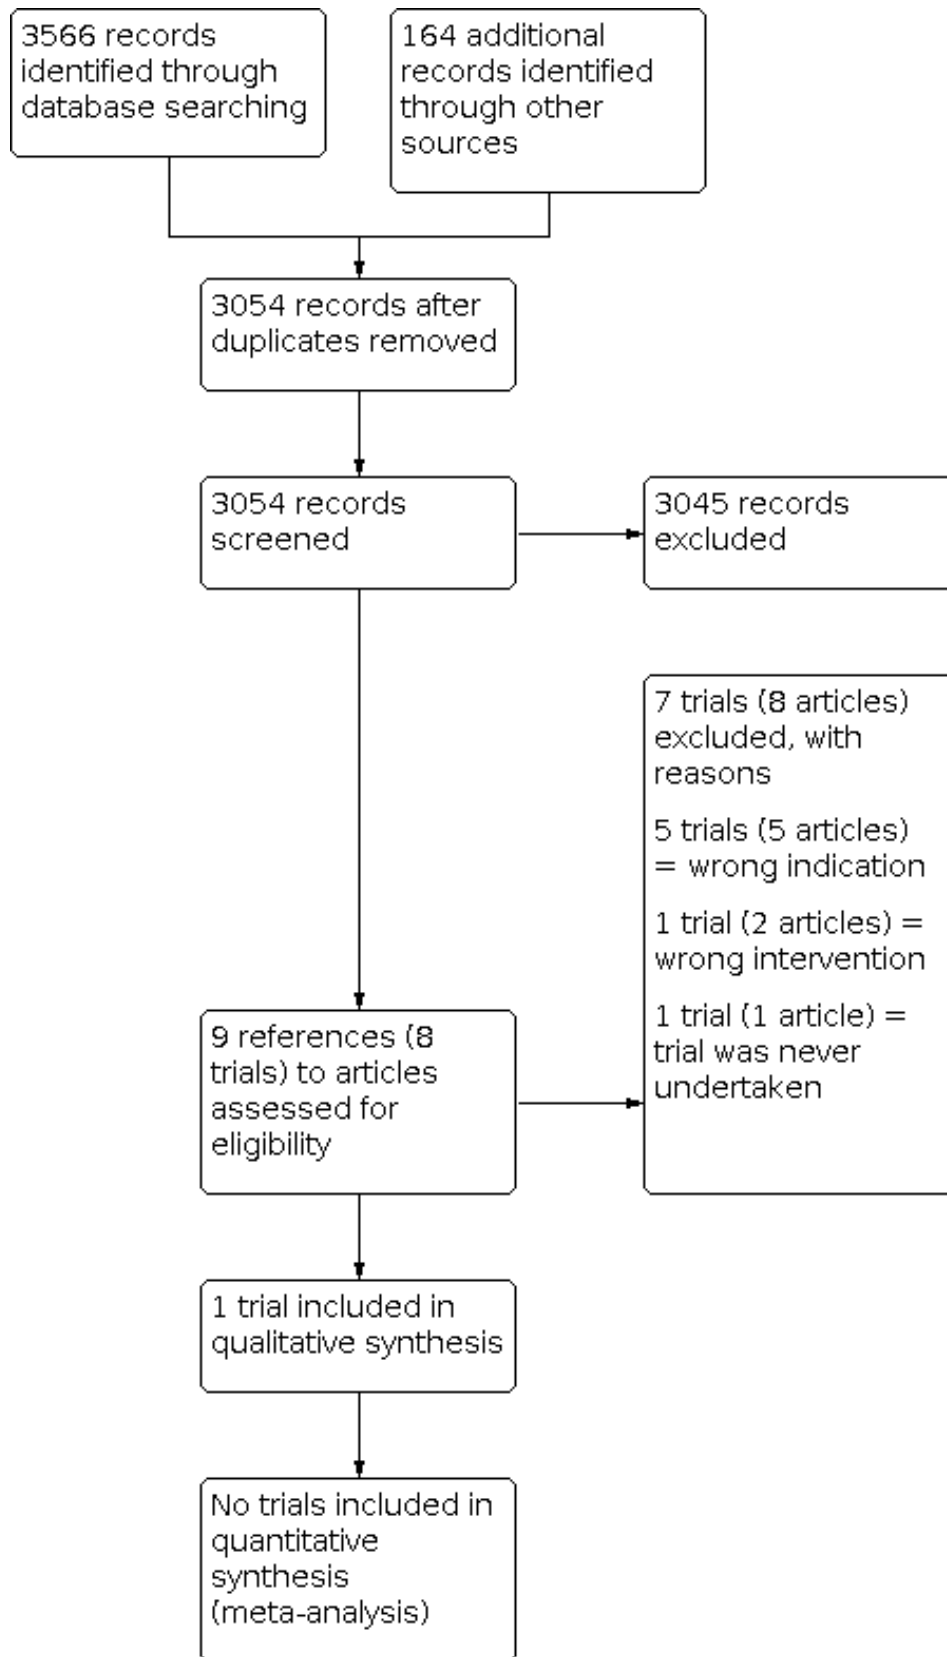 3566 records
identified through
database searching
164 additional
records identified
through other
sources
3054 records after
duplicates removed
3054 records
screened
3045 records
excluded
7 trials (8 articles)
excluded, with
reasons
5 trials (5 articles)
= wrong indication
1 trial (2 articles) =
wrong intervention
1 trial (1 article) =
trial was never
undertaken
9 references (8
trials) to articles
assessed for
eligibility
1 trial included in
qualitative synthesis
No trials included in
quantitative
synthesis
(meta-analysis)